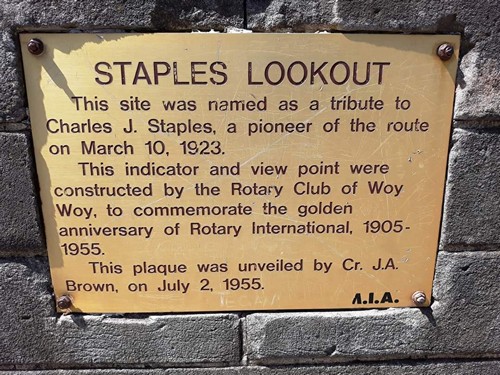 STAPLES LOOKOUT
This site was named as a tribute to
Charles J. Staples, a pioneer of the route
on March 10, 1923.
This indicator and view point were
constructed by the Rotary Club of Woy
Woy, to commemorate the golden
anniversary of Rotary International, 1905-
1955.
This plaque was unveiled by Cr. J.A.
Brown, on July 2, 1955.